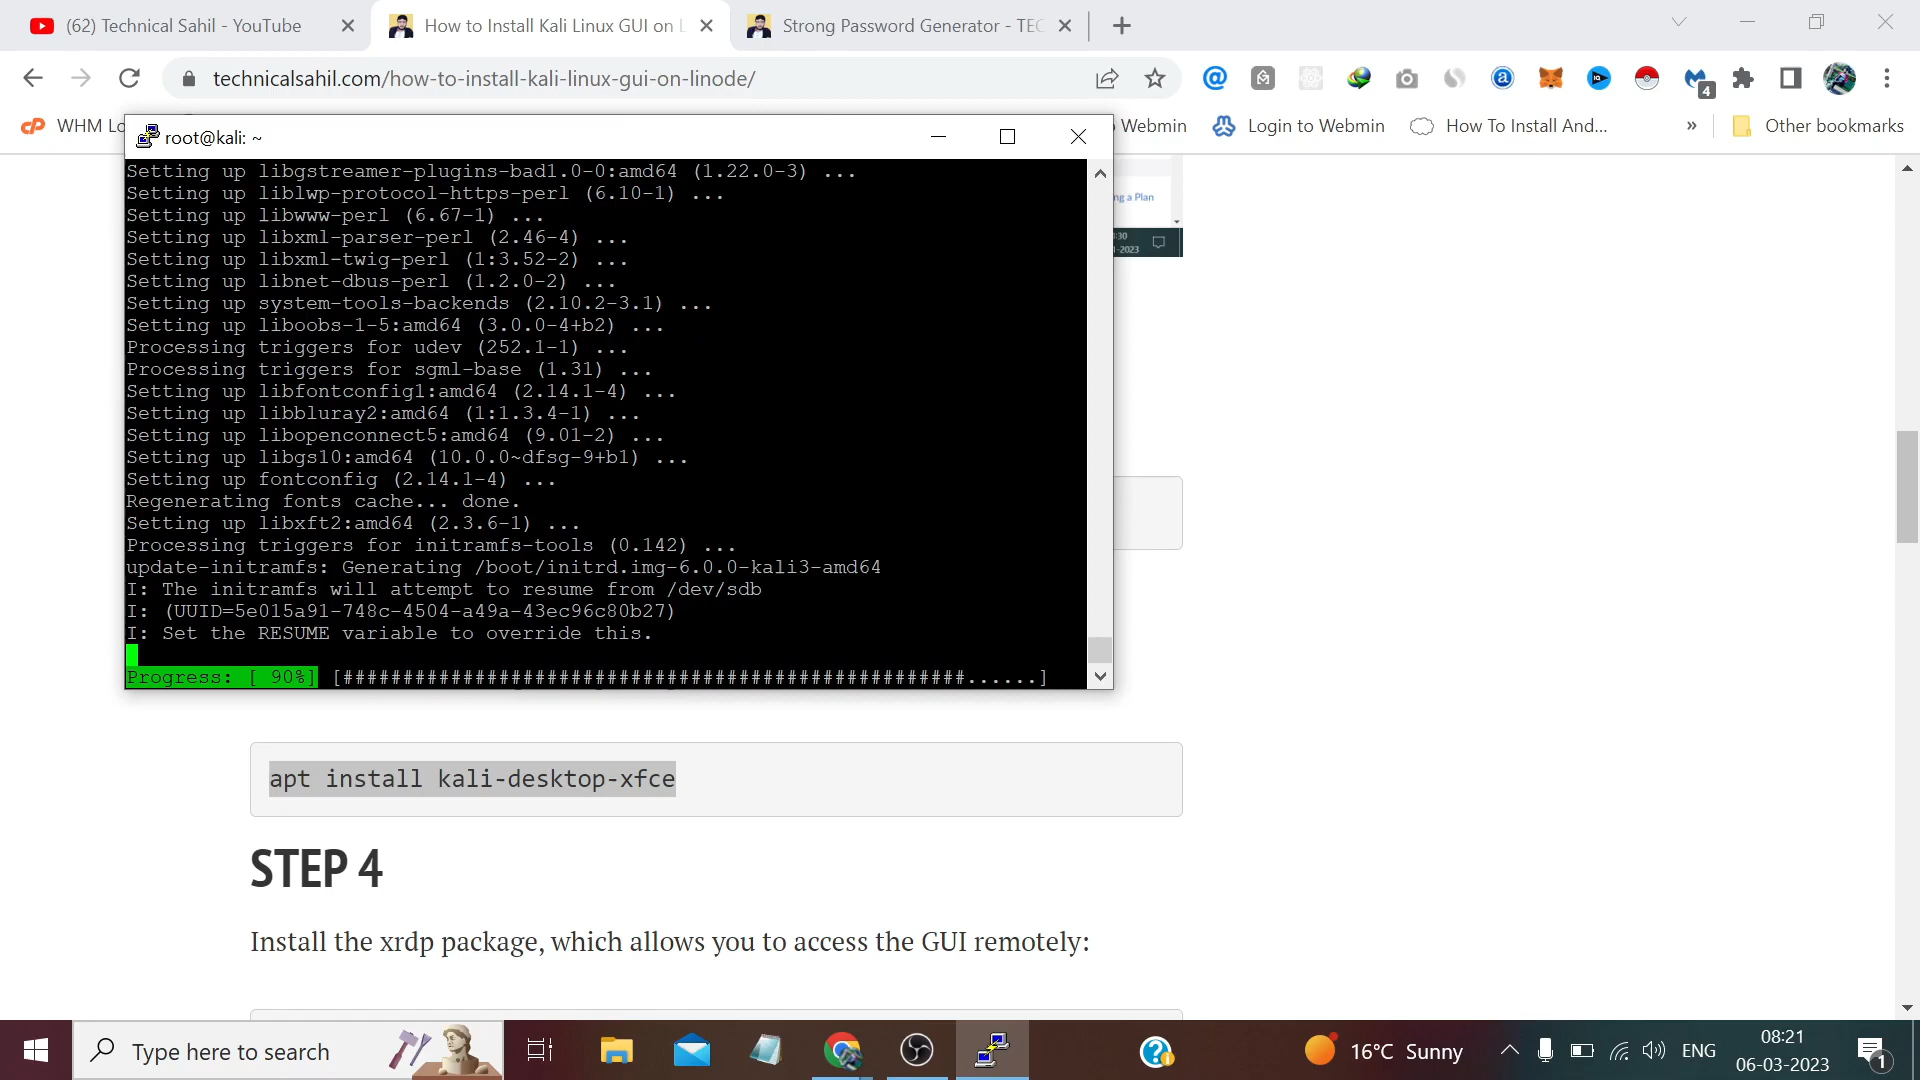 (62) Technical Sahil - YouTube
How to Install Kali Linux GUI on L
Strong Password Generator - TEC
technicalsahil.com/how-to-install-kali-linux-gui-on-linode/
4
WHM Lo
Webmin
Login to Webmin
How To Install And...
»
Other bookmarks
root@kali: ~
Setting up libgstreamer-plugins-bad1.0-0:amd64 (1.22.0-3) ...
Setting up liblwp-protocol-https-perl (6.10-1) ...
Setting up libwww-perl (6.67-1) ...
Setting up libxml-parser-perl (2.46-4) ...
Setting up libxml-twig-perl (1:3.52-2) ...
Setting up libnet-dbus-perl (1.2.0-2) ...
Setting up system-tools-backends (2.10.2-3.1) ...
Setting up liboobs-1-5:amd64 (3.0.0-4+b2) ...
Processing triggers for udev (252.1-1) ...
Processing triggers for sgml-base (1.31) ...
Setting up libfontconfig1:amd64 (2.14.1-4) ...
Setting up libbluray2:amd64 (1:1.3.4-1) ...
Setting up libopenconnect5:amd64 (9.01-2) ...
Setting up libgs10:amd64 (10.0.0~dfsg-9+b1) ...
Setting up fontconfig (2.14.1-4) ...
Regenerating fonts cache... done.
Setting up libxft2:amd64 (2.3.6-1) ...
Processing triggers for initramfs-tools (0.142) ...
update-initramfs: Generating /boot/initrd.img-6.0.0-kali3-amd64
I: The initramfs will attempt to resume from /dev/sdb
I: (UUID=5e015a91-748c-4504-a49a-43ec96c80b27)
I: Set the RESUME variable to override this.
Progress: [ 90%] [####################################################......]
ng a Plan
:30
-2023
apt install kali-desktop-xfce
STEP 4
Install the xrdp package, which allows you to access the GUI remotely:
Type here to search
16°C Sunny
ENG
08:21
06-03-2023
1